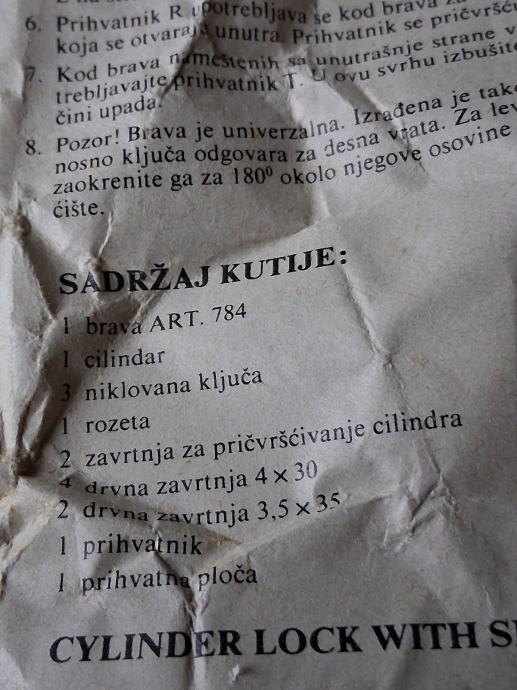 6. Prihvatnik R upotrebljava se kod brava
koja se otvaraju unutra. Prihvatnik se pričvršću
7. Kod brava nameštenih sa unutrašnje strane v
trebljavajte prihvatnik T. U ovu svrhu izbušite
čini upada.
8. Pozor! Brava je univerzalna. Izrađena je tako
nosno ključa odgovara za desna vrata. Za lev
zaokrenite ga za 180⁰ okolo njegove osovine
ćište.
SADRŽAJ KUTIJE:
1 brava ART. 784
1 cilindar
3 niklovana ključa
1 rozeta
2 zavrtnja za pričvršćivanje cilindra
4 drvna zavrtnja 4 × 30
2 drvna zavrtnja 3,5 × 35
1 prihvatnik
1 prihvatna ploča
CYLINDER LOCK WITH